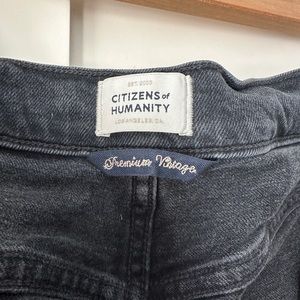 EST. 2003
CITIZENS of
HUMANITY
LOS ANGELES, CA.
Premium Vintage